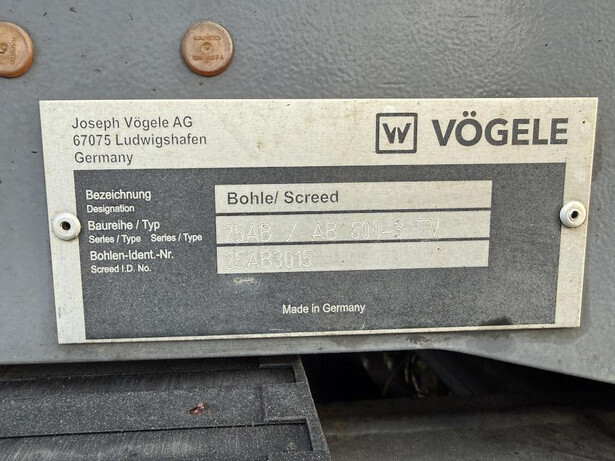 Joseph Vögele AG
67075 Ludwigshafen
Germany
VÖGELE
Bezeichnung
Designation
Bohle/ Screed
Baureihe / Typ
Series / Type Series / Type
25AB / AB 600-3 TV
Bohlen-Ident.-Nr.
Screed I.D. No.
25AB3015
Made in Germany